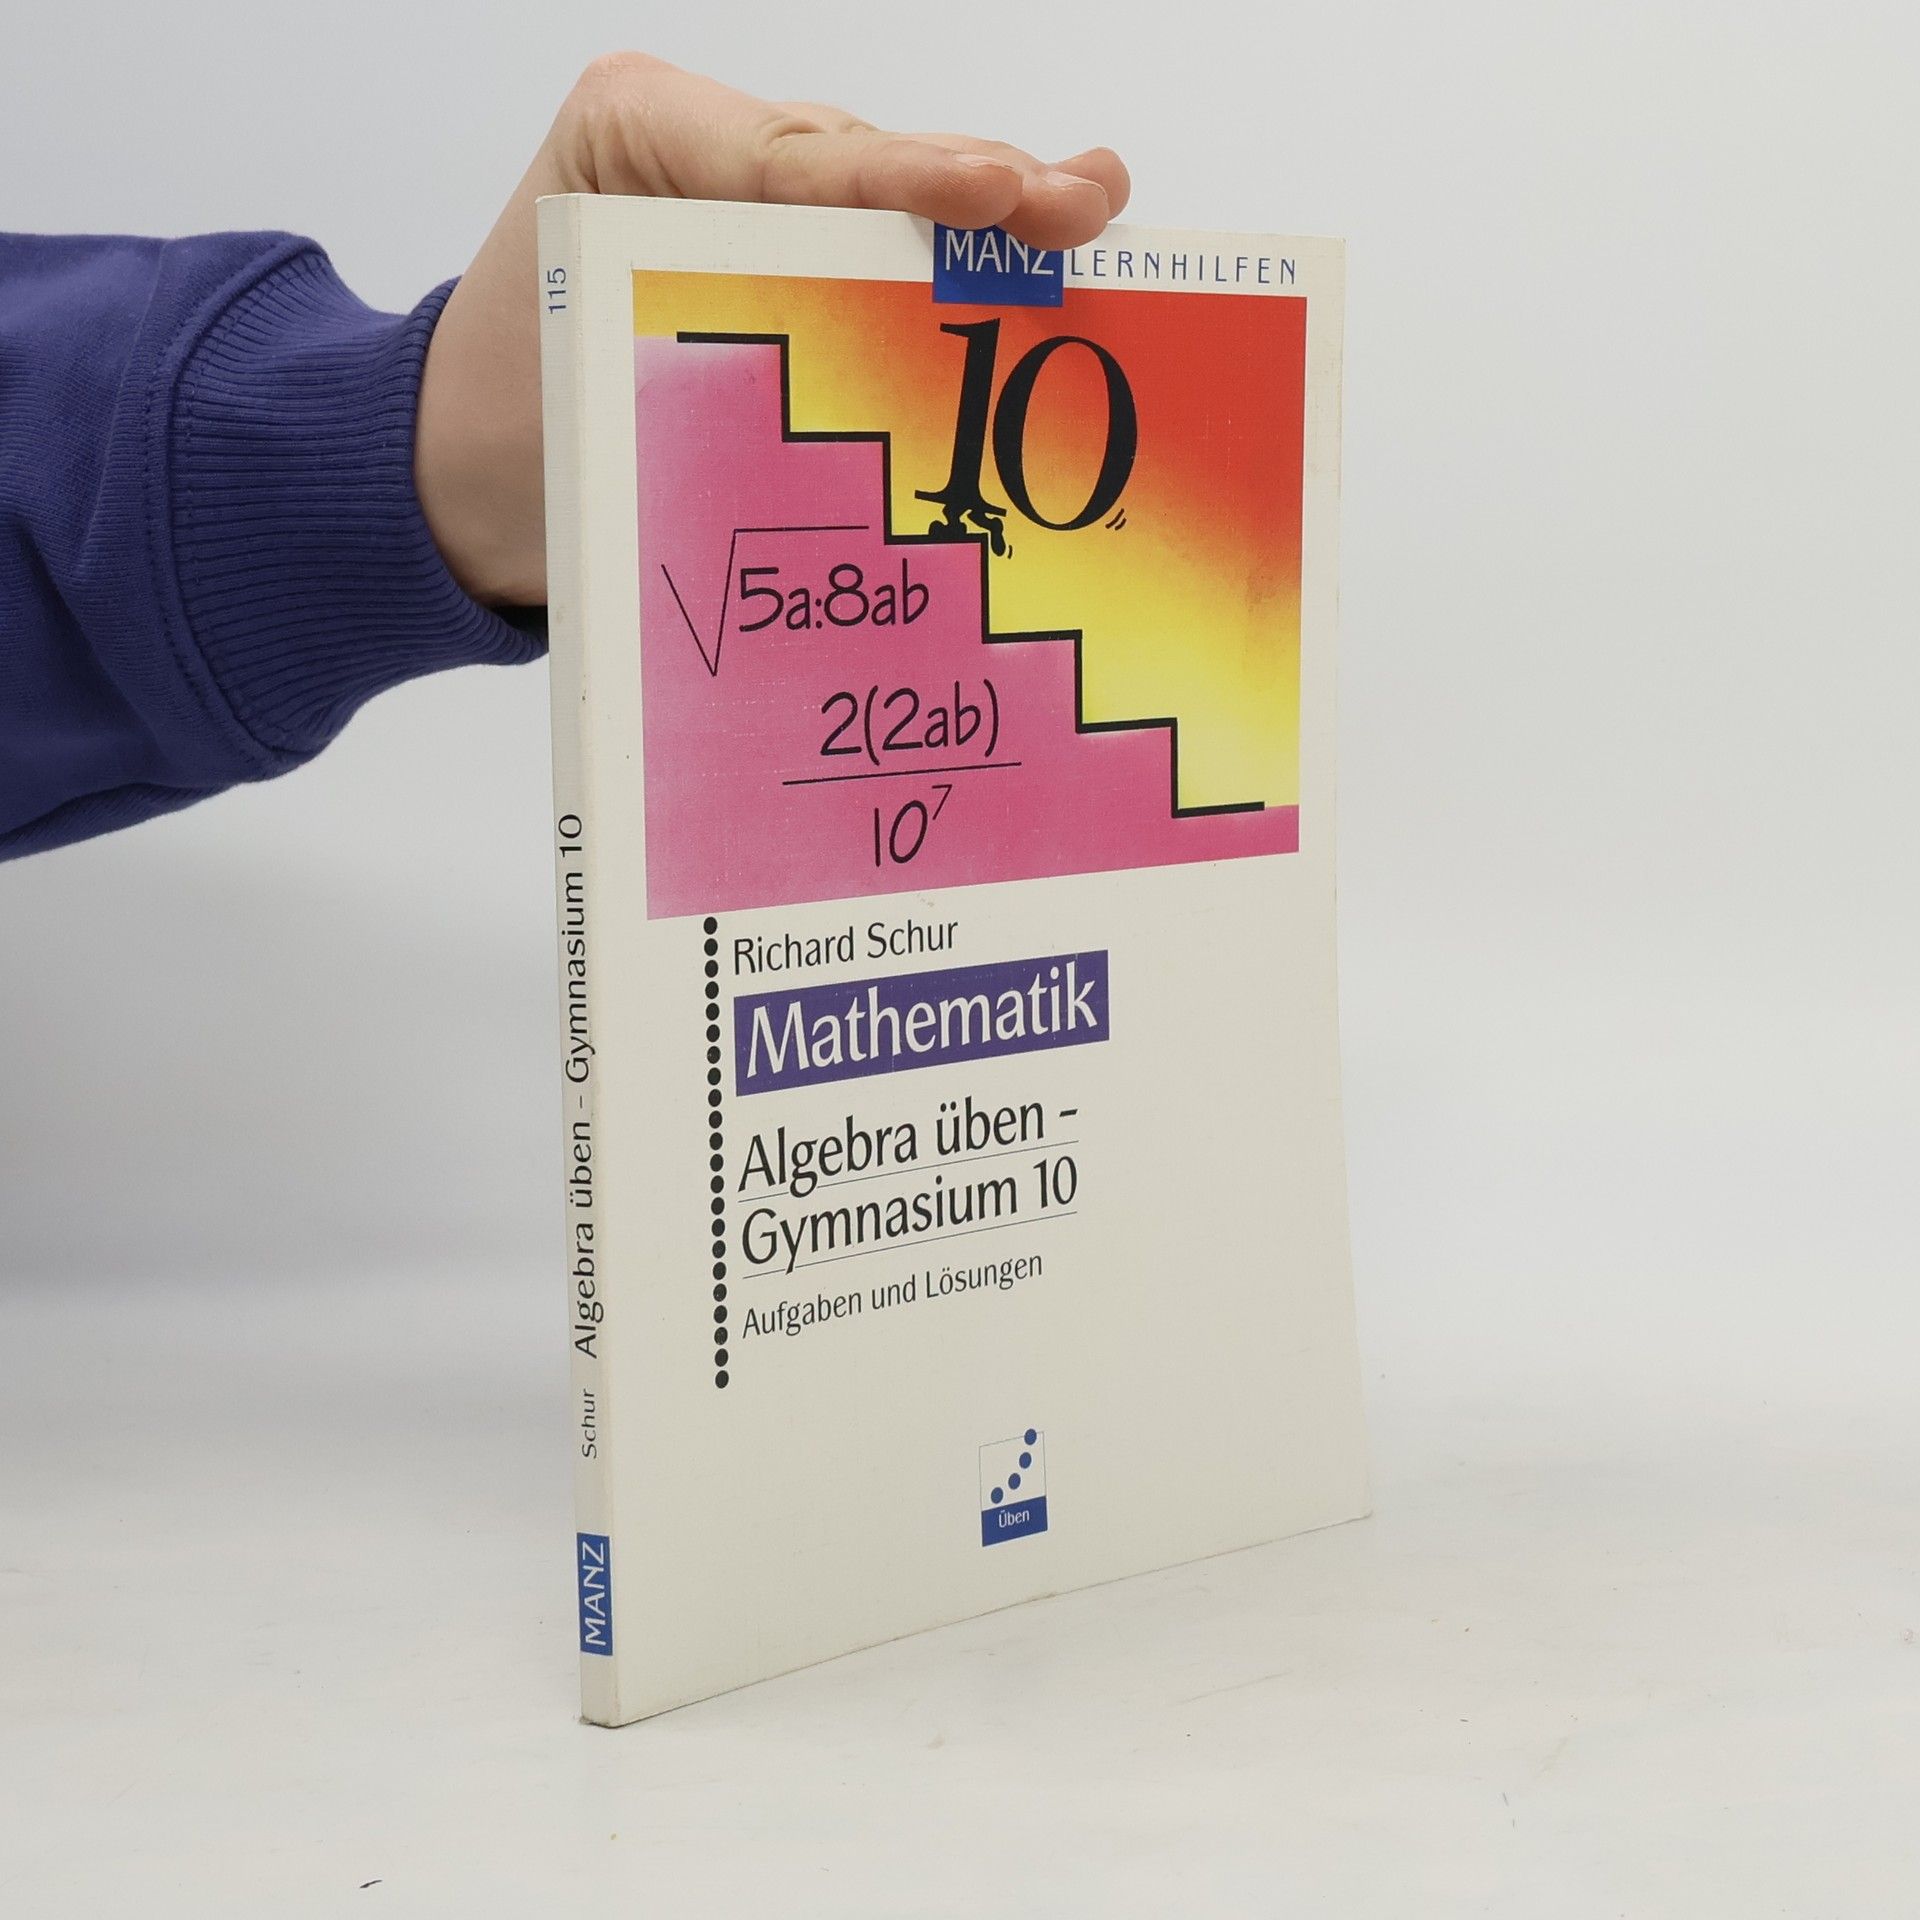 115
Schur Algebra üben - Gymnasium 10
MANZ
MANZ LERNHILFEN
10
√5a:8ab
2(2ab)
10⁷
Richard Schur
Mathematik
Algebra üben -
Gymnasium 10
Aufgaben und Lösungen
Üben